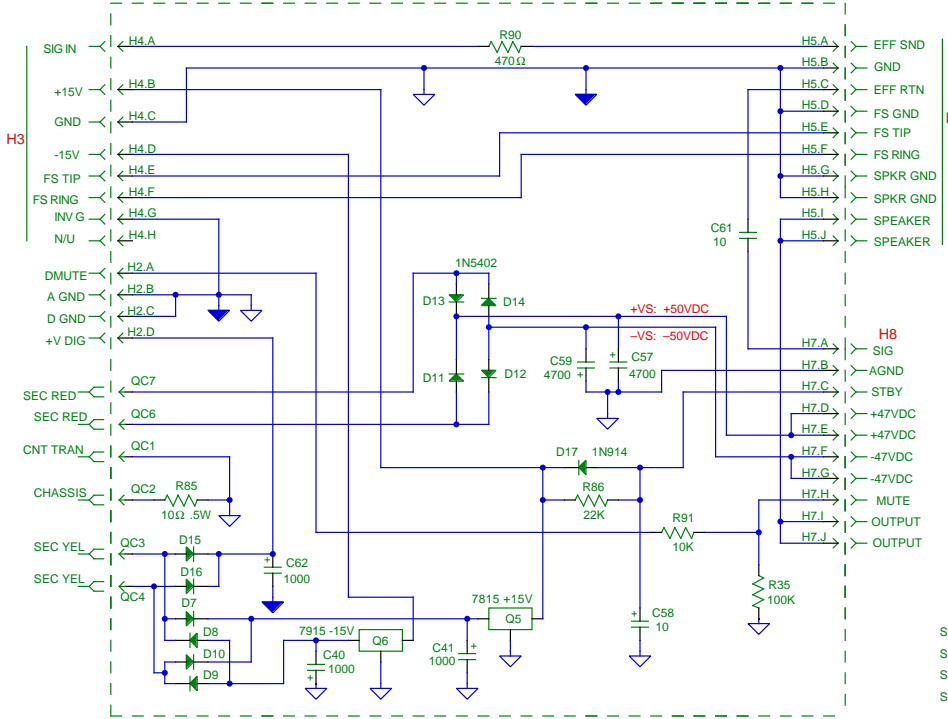 SIG IN H4.A R90 470Ω H5.A EFF SND
H5.B GND
+15V H4.B H5.C EFF RTN
GND H4.C H5.D FS GND
H5.E FS TIP
H3
-15V H4.D H5.F FS RING
FS TIP H4.E H5.G SPKR GND
FS RING H4.F H5.H SPKR GND
INV G H4.G H5.I SPEAKER
N/U H4.H C61 10 H5.J SPEAKER
DMUTE H2.A 1N5402
A GND H2.B D13 D14
D GND H2.C +VS: +50VDC
+V DIG H2.D –VS: –50VDC
H8
H7.A SIG
C59 4700 + C57 4700 +
H7.B AGND
D11 D12
SEC RED QC7 H7.C STBY
SEC RED QC6 H7.D +47VDC
H7.E +47VDC
CNT TRAN QC1 D17 1N914 H7.F -47VDC
H7.G -47VDC
CHASSIS QC2 R85 10Ω .5W R86 22K H7.H MUTE
R91 10K H7.I OUTPUT
SEC YEL QC3 D15 H7.J OUTPUT
C62 1000 +
SEC YEL QC4 D16
R35 100K
D7 7815 +15V Q5
D8 7915 -15V Q6 C58 10 +
D10 C40 1000 + C41 1000 +
D9
S
S
S
S